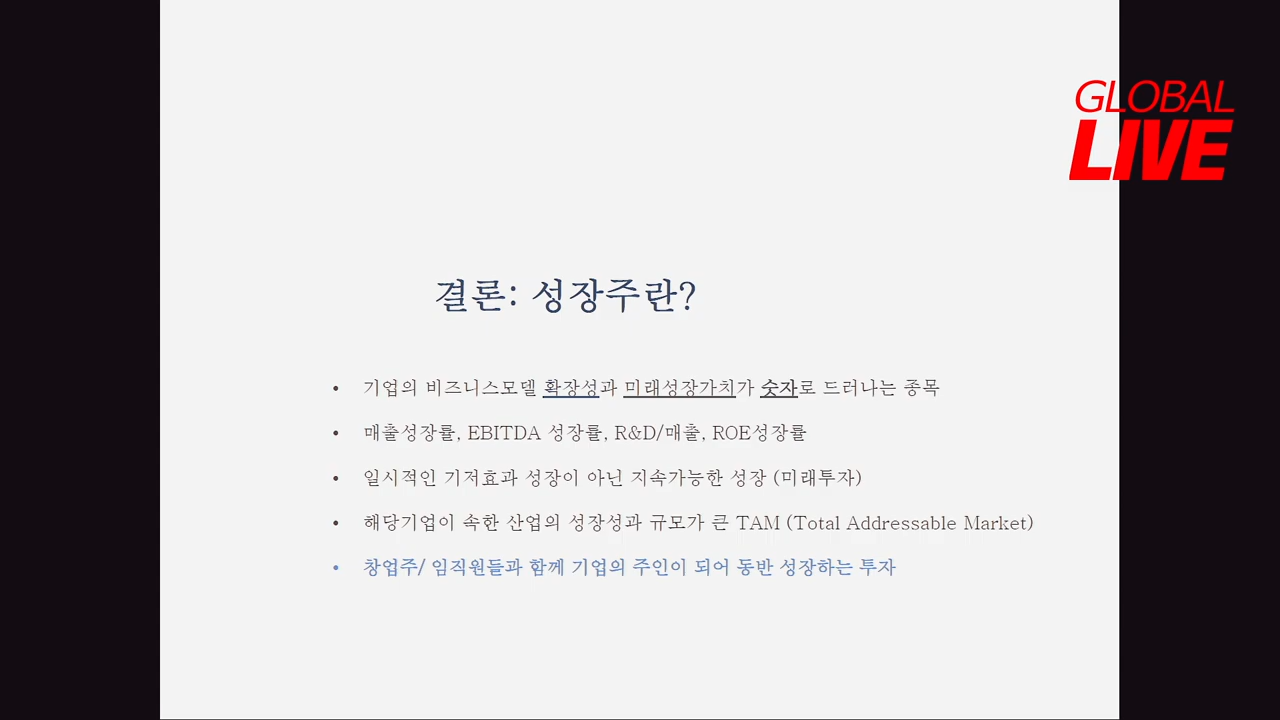 GLOBAL
LIVE
결론: 성장주란?
• 기업의 비즈니스모델 확장성과 미래성장가치가 숫자로 드러나는 종목
• 매출성장률, EBITDA 성장률, R&D/매출, ROE성장률
• 일시적인 기저효과 성장이 아닌 지속가능한 성장 (미래투자)
• 해당기업이 속한 산업의 성장성과 규모가 큰 TAM (Total Addressable Market)
• 창업주/ 임직원들과 함께 기업의 주인이 되어 동반 성장하는 투자